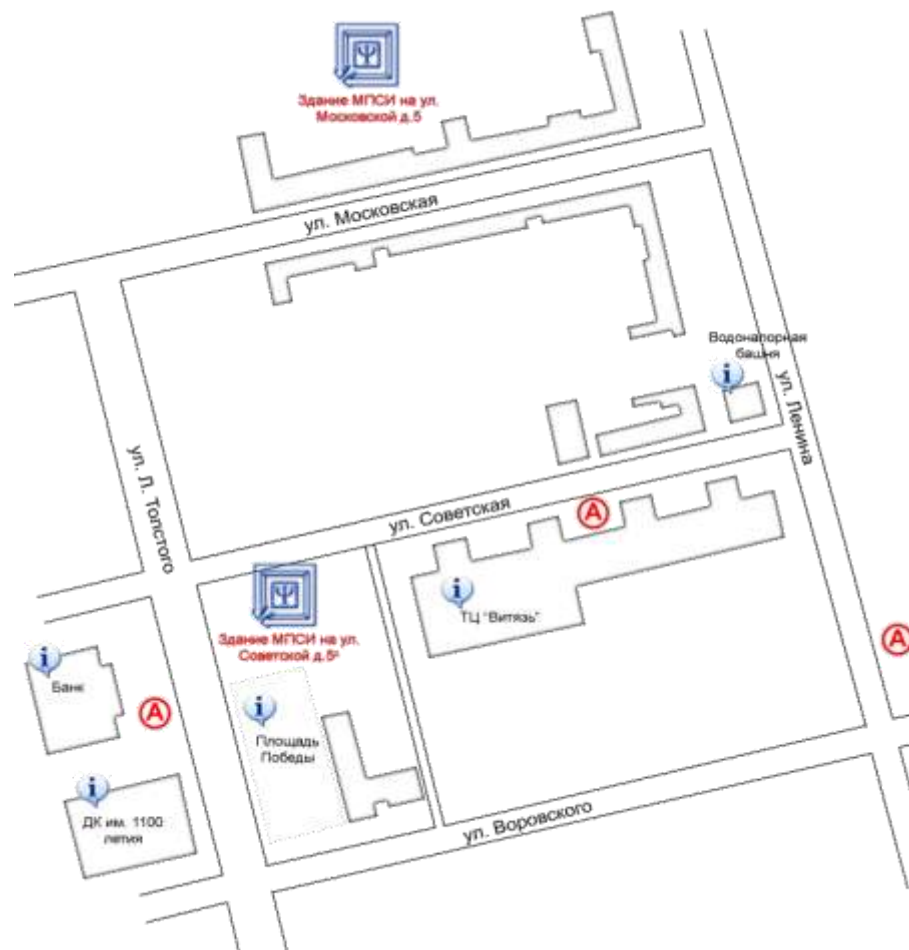 Здание МПСИ на ул.
Московской д.5
ул. Московская
Водонапорная
башня
ул. Ленина
ул. Л. Толстого
ул. Советская
А
ТЦ "Витязь"
Здание МПСИ на ул.
Советской д.5ª
А
Банк
А
Площадь
Победы
ДК им. 1100
летия
ул. Воровского